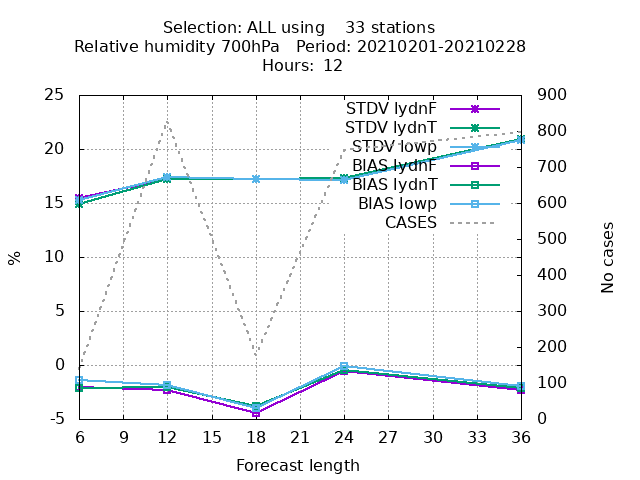 Selection: ALL using 33 stations
Relative humidity 700hPa Period: 20210201-20210228
Hours: 12
25
20
15
10
5
0
-5
%
900
800
700
600
500
400
300
200
100
0
No cases
STDV lydnF
STDV lydnT
STDV lowp
BIAS lydnF
BIAS lydnT
BIAS lowp
CASES
6 9 12 15 18 21 24 27 30 33 36
Forecast length